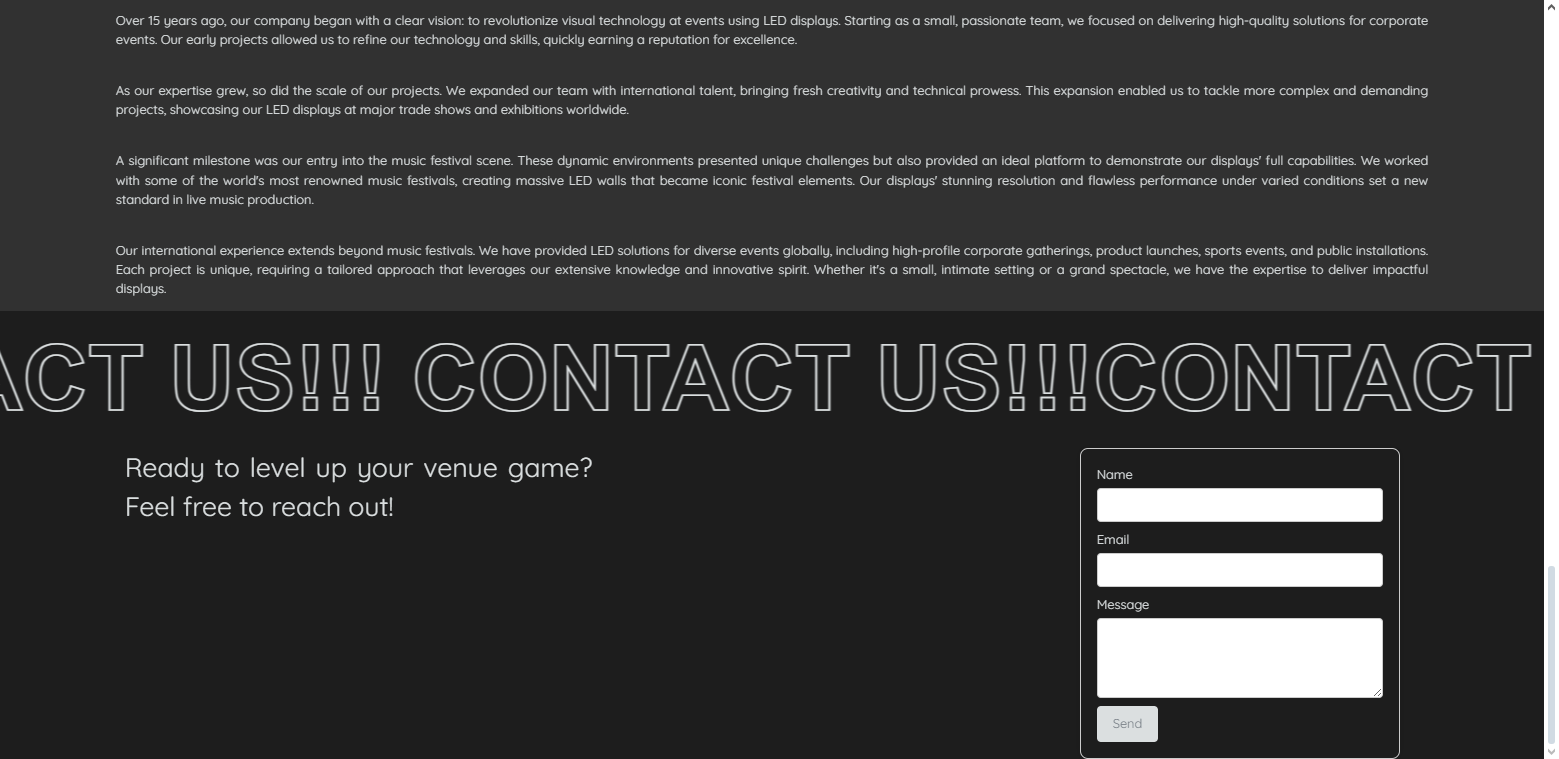 Over 15 years ago, our company began with a clear vision: to revolutionize visual technology at events using LED displays. Starting as a small, passionate team, we focused on delivering high-quality solutions for corporate
events. Our early projects allowed us to refine our technology and skills, quickly earning a reputation for excellence.
As our expertise grew, so did the scale of our projects. We expanded our team with international talent, bringing fresh creativity and technical prowess. This expansion enabled us to tackle more complex and demanding
projects, showcasing our LED displays at major trade shows and exhibitions worldwide.
A significant milestone was our entry into the music festival scene. These dynamic environments presented unique challenges but also provided an ideal platform to demonstrate our displays' full capabilities. We worked
with some of the world's most renowned music festivals, creating massive LED walls that became iconic festival elements. Our displays' stunning resolution and flawless performance under varied conditions set a new
standard in live music production.
Our international experience extends beyond music festivals. We have provided LED solutions for diverse events globally, including high-profile corporate gatherings, product launches, sports events, and public installations.
Each project is unique, requiring a tailored approach that leverages our extensive knowledge and innovative spirit. Whether it's a small, intimate setting or a grand spectacle, we have the expertise to deliver impactful
displays.
ACT US!!! CONTACT US!!!CONTACT
Ready to level up your venue game?
Feel free to reach out!
Name
Email
Message
Send